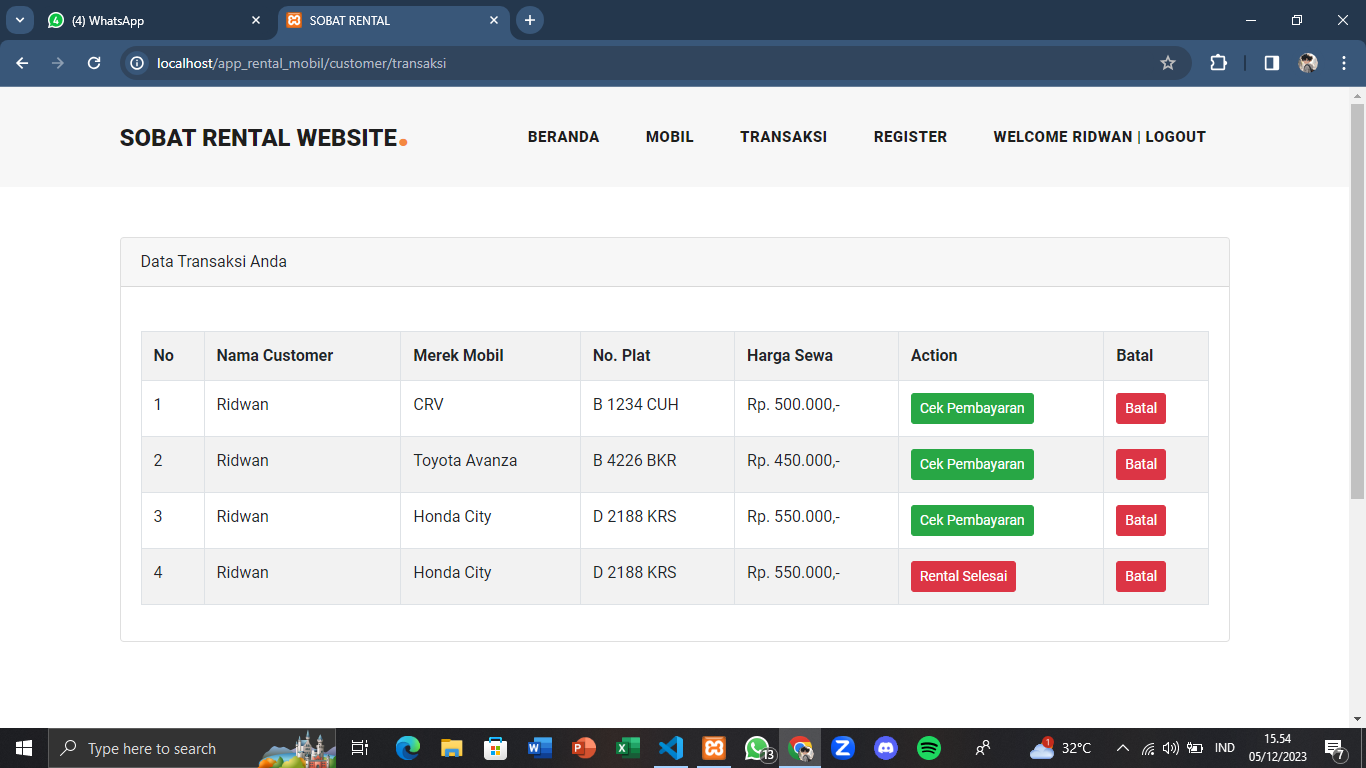 (4) WhatsApp
SOBAT RENTAL
localhost/app_rental_mobil/customer/transaksi
SOBAT RENTAL WEBSITE.
BERANDA MOBIL TRANSAKSI REGISTER WELCOME RIDWAN | LOGOUT
Data Transaksi Anda
No Nama Customer Merek Mobil No. Plat Harga Sewa Action Batal
1 Ridwan CRV B 1234 CUH Rp. 500.000,- Cek Pembayaran Batal
2 Ridwan Toyota Avanza B 4226 BKR Rp. 450.000,- Cek Pembayaran Batal
3 Ridwan Honda City D 2188 KRS Rp. 550.000,- Cek Pembayaran Batal
4 Ridwan Honda City D 2188 KRS Rp. 550.000,- Rental Selesai Batal
Type here to search
13
1
32°C
IND
15.54
05/12/2023
7